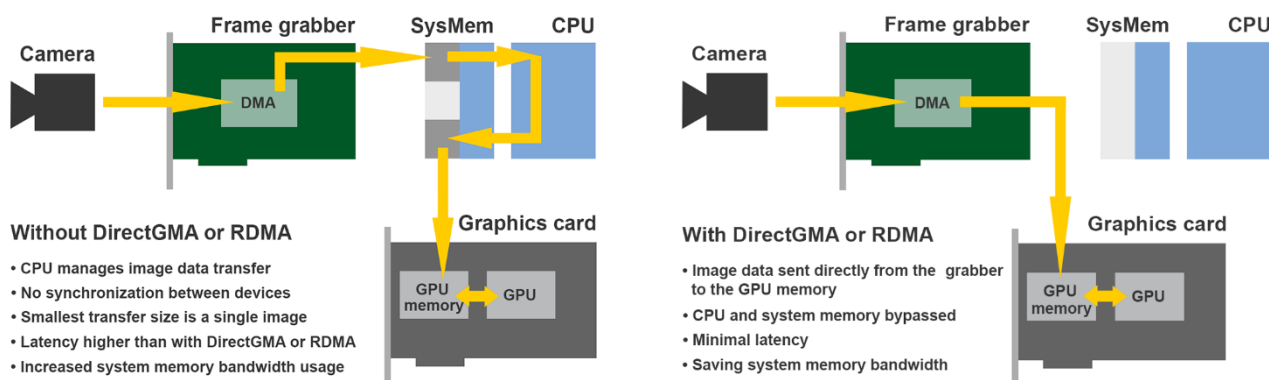 Camera
Frame grabber
SysMem
CPU
DMA
Graphics card
GPU
memory
GPU
Without DirectGMA or RDMA
• CPU manages image data transfer
• No synchronization between devices
• Smallest transfer size is a single image
• Latency higher than with DirectGMA or RDMA
• Increased system memory bandwidth usage
Camera
Frame grabber
SysMem
CPU
DMA
Graphics card
GPU
memory
GPU
With DirectGMA or RDMA
• Image data sent directly from the grabber
to the GPU memory
• CPU and system memory bypassed
• Minimal latency
• Saving system memory bandwidth